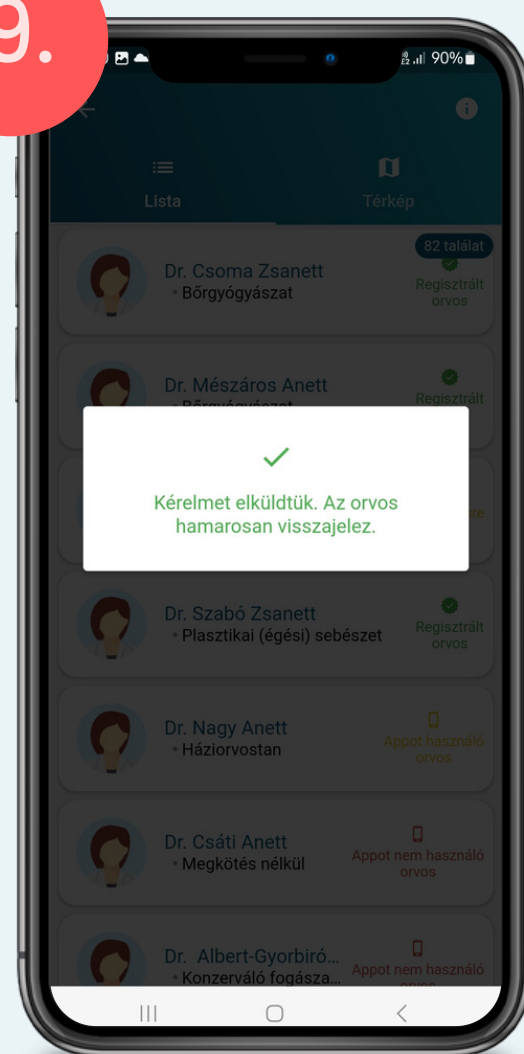 9.
90%
Lista
Térkép
82 találat
Dr. Csoma Zsanett
• Bőrgyógyászat
Regisztrált
orvos
Dr. Mészáros Anett
• Bőrgyógyászat
Regisztrált
Kérelmet elküldtük. Az orvos
hamarosan visszajelez.
Dr. Szabó Zsanett
• Plasztikai (égési) sebészet
Regisztrált
orvos
Dr. Nagy Anett
• Háziorvostan
Appot használó
orvos
Dr. Csáti Anett
• Megkötés nélkül
Appot nem használó
orvos
Dr. Albert-Gyorbiró...
• Konzerváló fogásza...
Appot nem használó
orvos